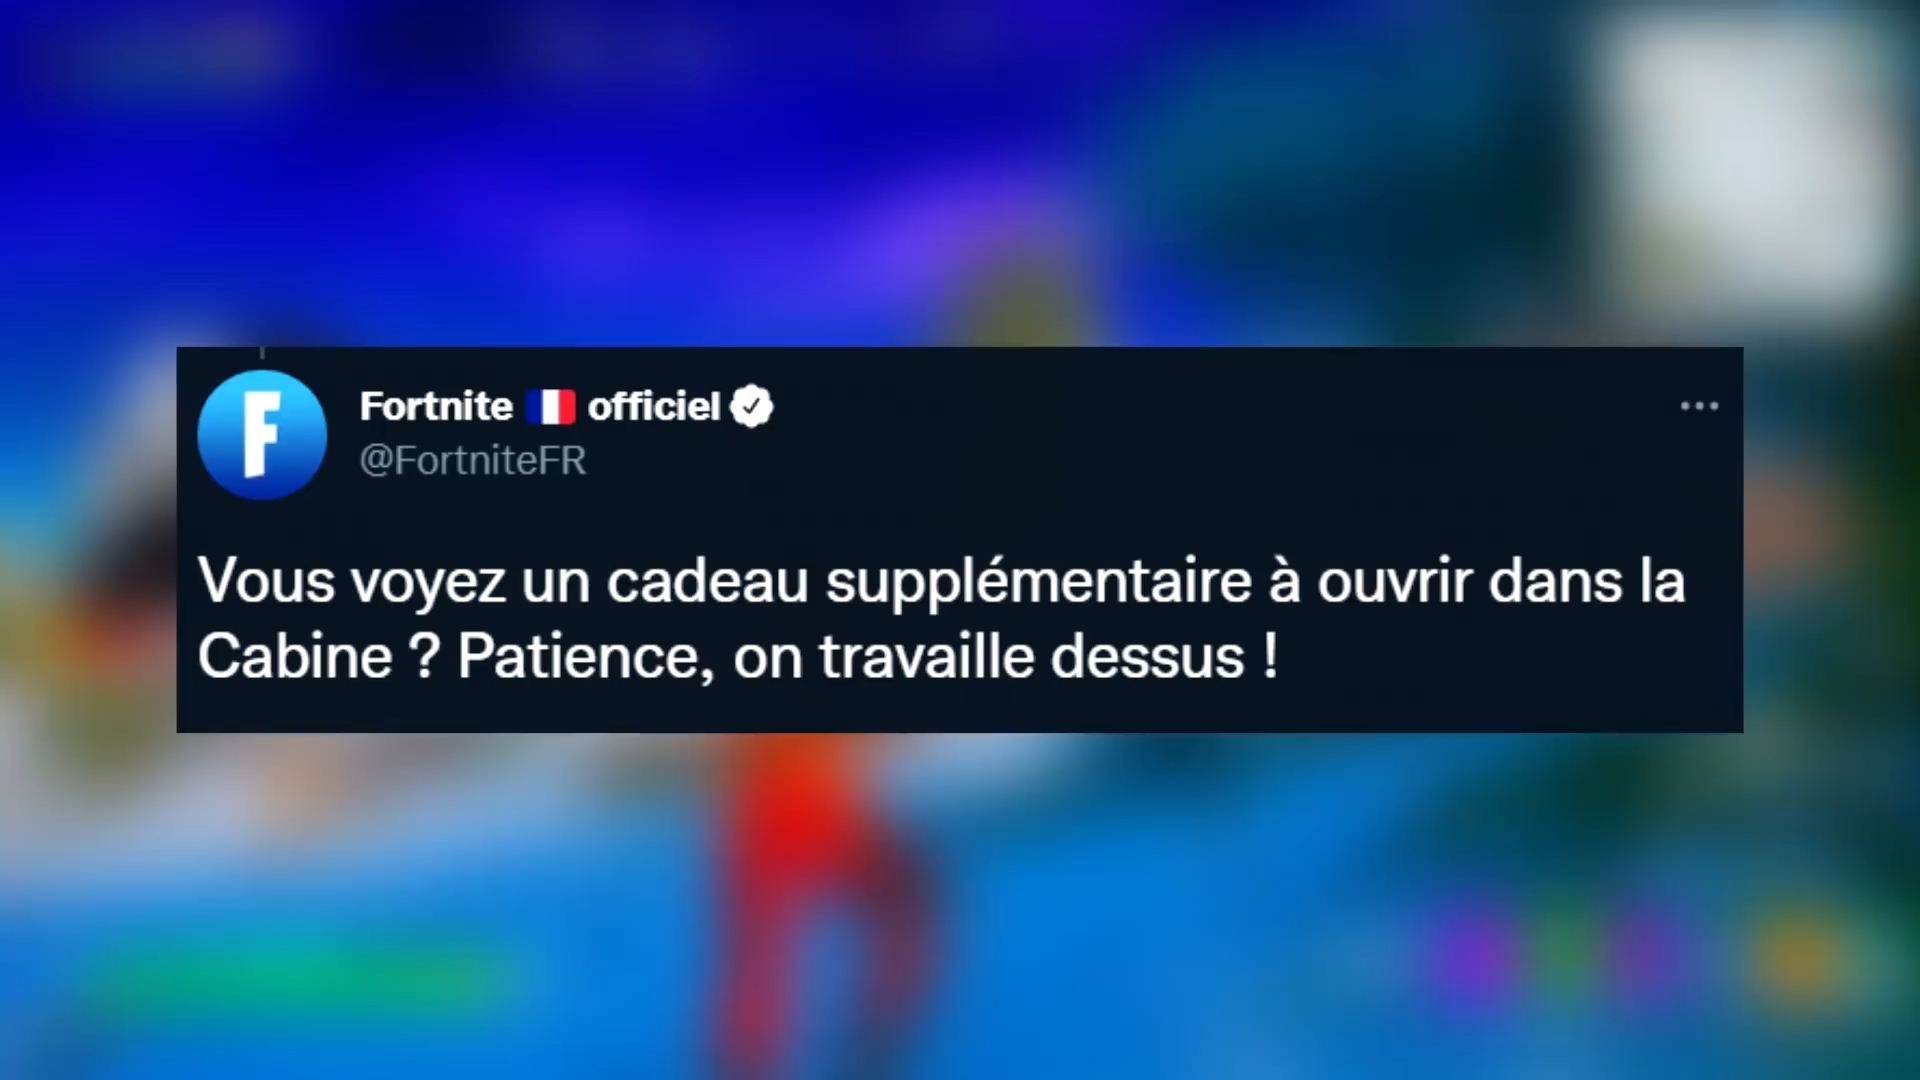 Fortnite 🇫🇷 officiel
@FortniteFR
Vous voyez un cadeau supplémentaire à ouvrir dans la
Cabine ? Patience, on travaille dessus !